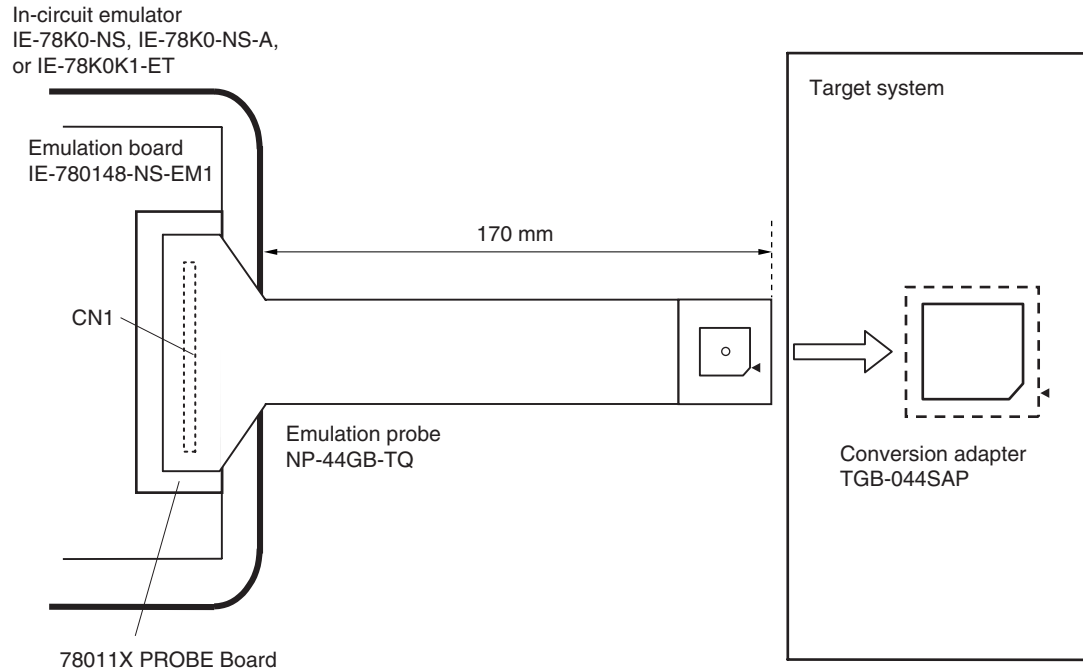 In-circuit emulator
IE-78K0-NS, IE-78K0-NS-A,
or IE-78K0K1-ET
Target system
Emulation board
IE-780148-NS-EM1
170 mm
CN1
Emulation probe
NP-44GB-TQ
Conversion adapter
TGB-044SAP
78011X PROBE Board